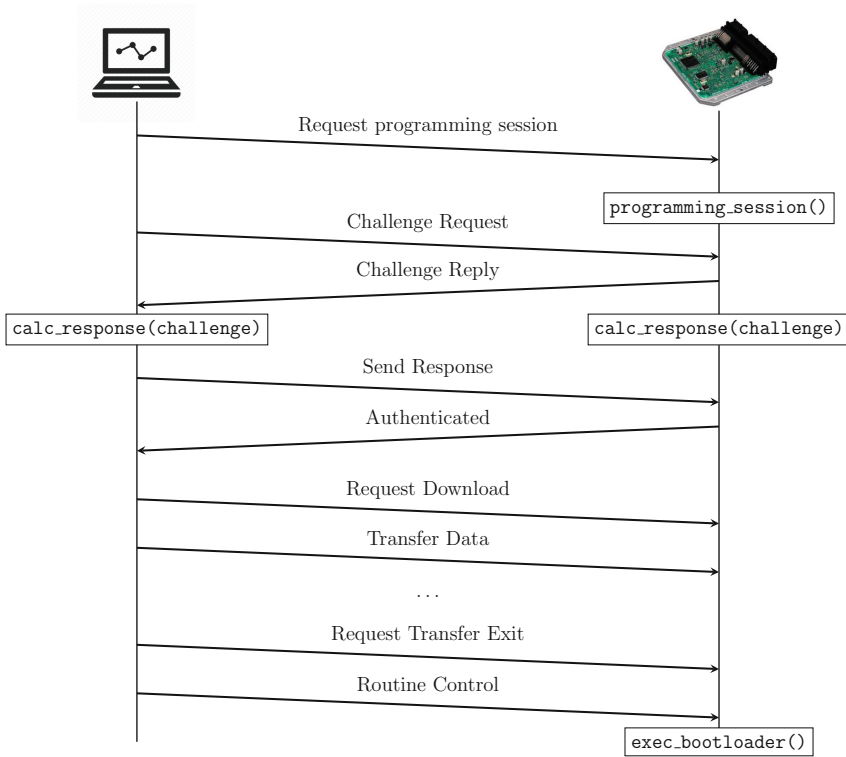 Request programming session
programming_session()
Challenge Request
Challenge Reply
calc_response(challenge)
calc_response(challenge)
Send Response
Authenticated
Request Download
Transfer Data
...
Request Transfer Exit
Routine Control
exec_bootloader()